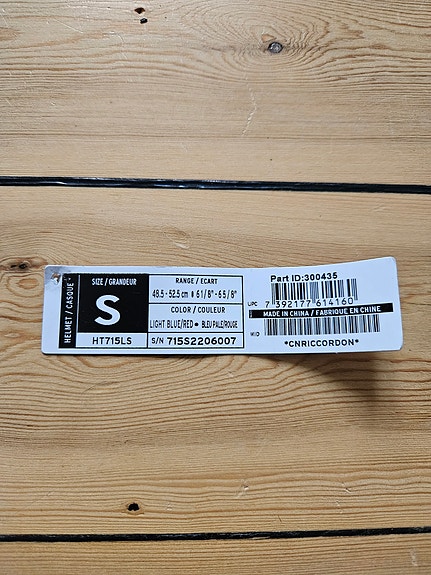 HELMET / CASQUE
SIZE / GRANDEUR
S
HT715LS
RANGE / ECART
48.5 - 52.5 cm • 6 1/8" - 6 5/8"
COLOR / COULEUR
LIGHT BLUE/RED • BLEU PALE/ROUGE
S/N 715S2206007
Part ID:300435
UPC 7 392177 614160
MADE IN CHINA / FABRIQUE EN CHINE
MID
*CNRICCORDON*